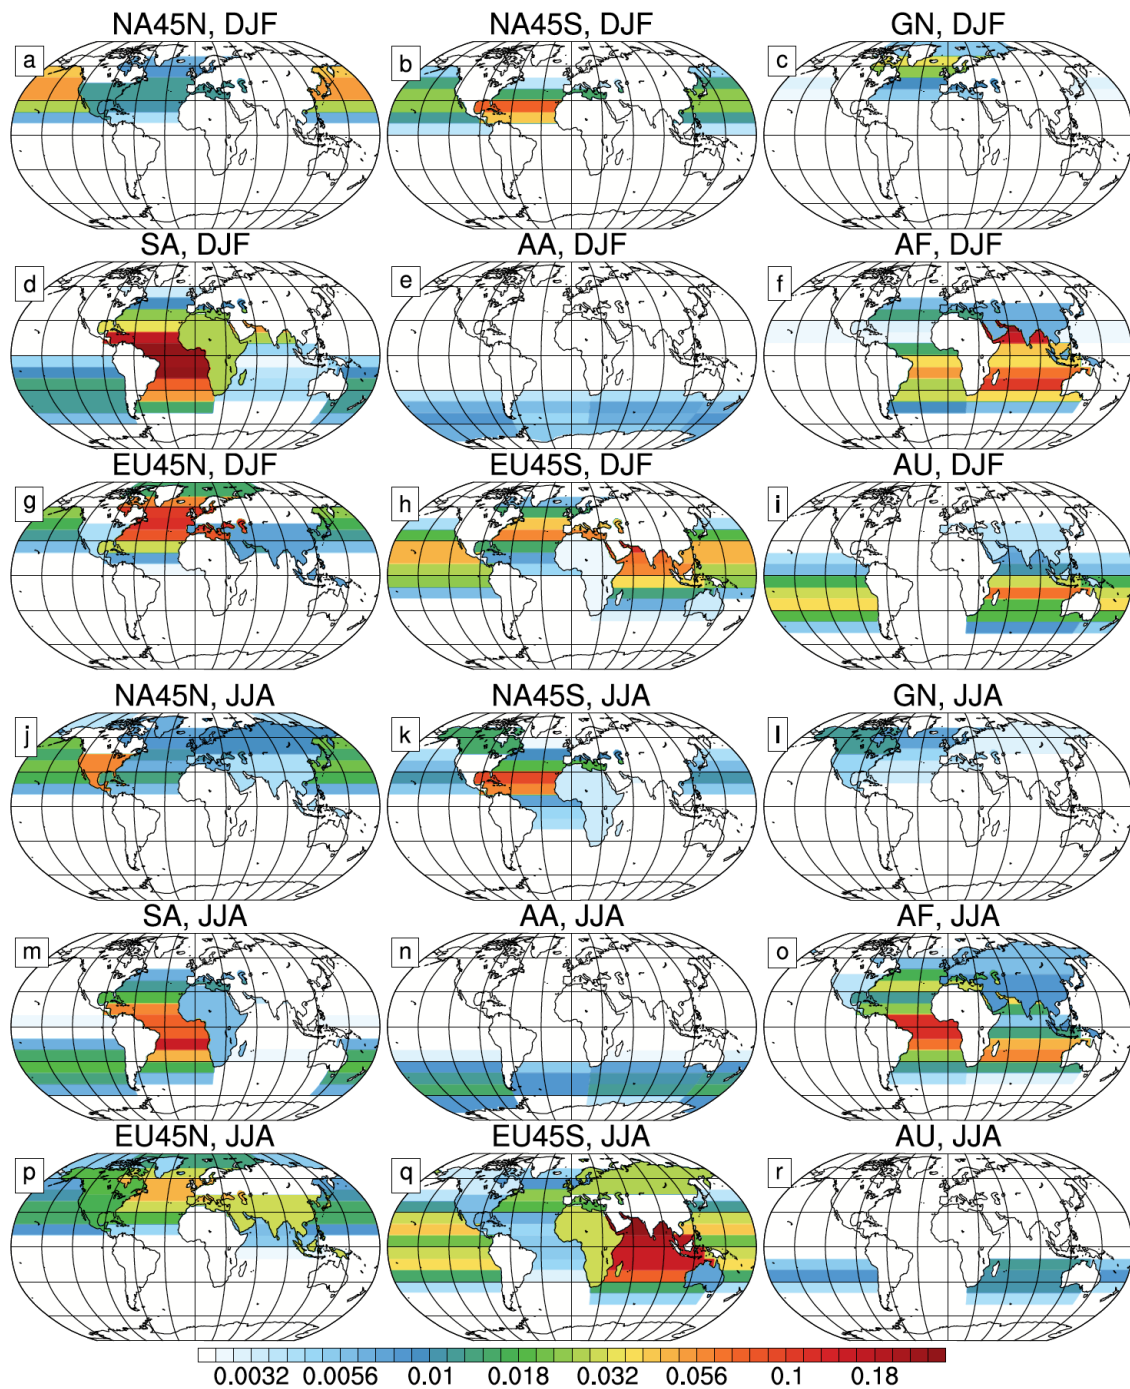 NA45N, DJF
NA45S, DJF
GN, DJF
a
b
c
SA, DJF
AA, DJF
AF, DJF
d
e
f
EU45N, DJF
EU45S, DJF
AU, DJF
g
h
i
NA45N, JJA
NA45S, JJA
GN, JJA
j
k
l
SA, JJA
AA, JJA
AF, JJA
m
n
o
EU45N, JJA
EU45S, JJA
AU, JJA
p
q
r
0.0032 0.0056 0.01 0.018 0.032 0.056 0.1 0.18